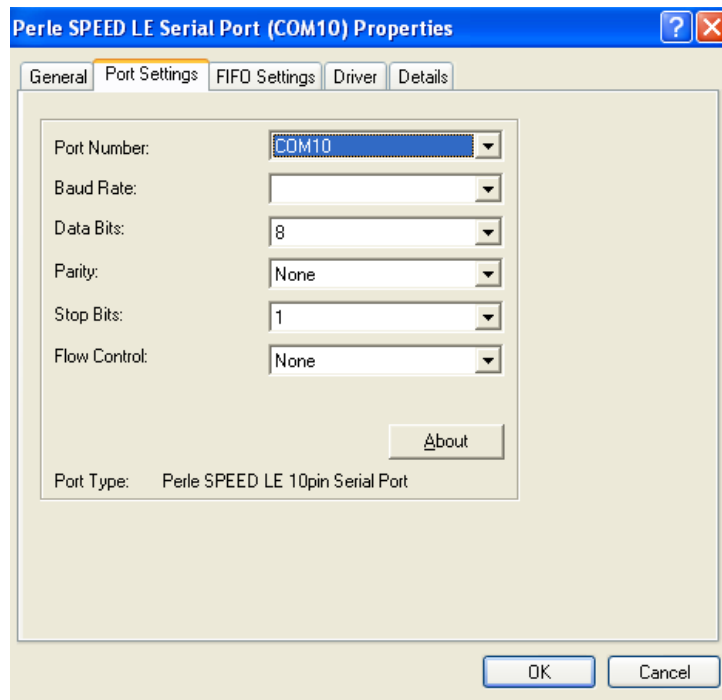 Perle SPEED LE Serial Port (COM10) Properties
General Port Settings FIFO Settings Driver Details
Port Number: COM10
Baud Rate:
Data Bits: 8
Parity: None
Stop Bits: 1
Flow Control: None
About
Port Type: Perle SPEED LE 10pin Serial Port
OK Cancel